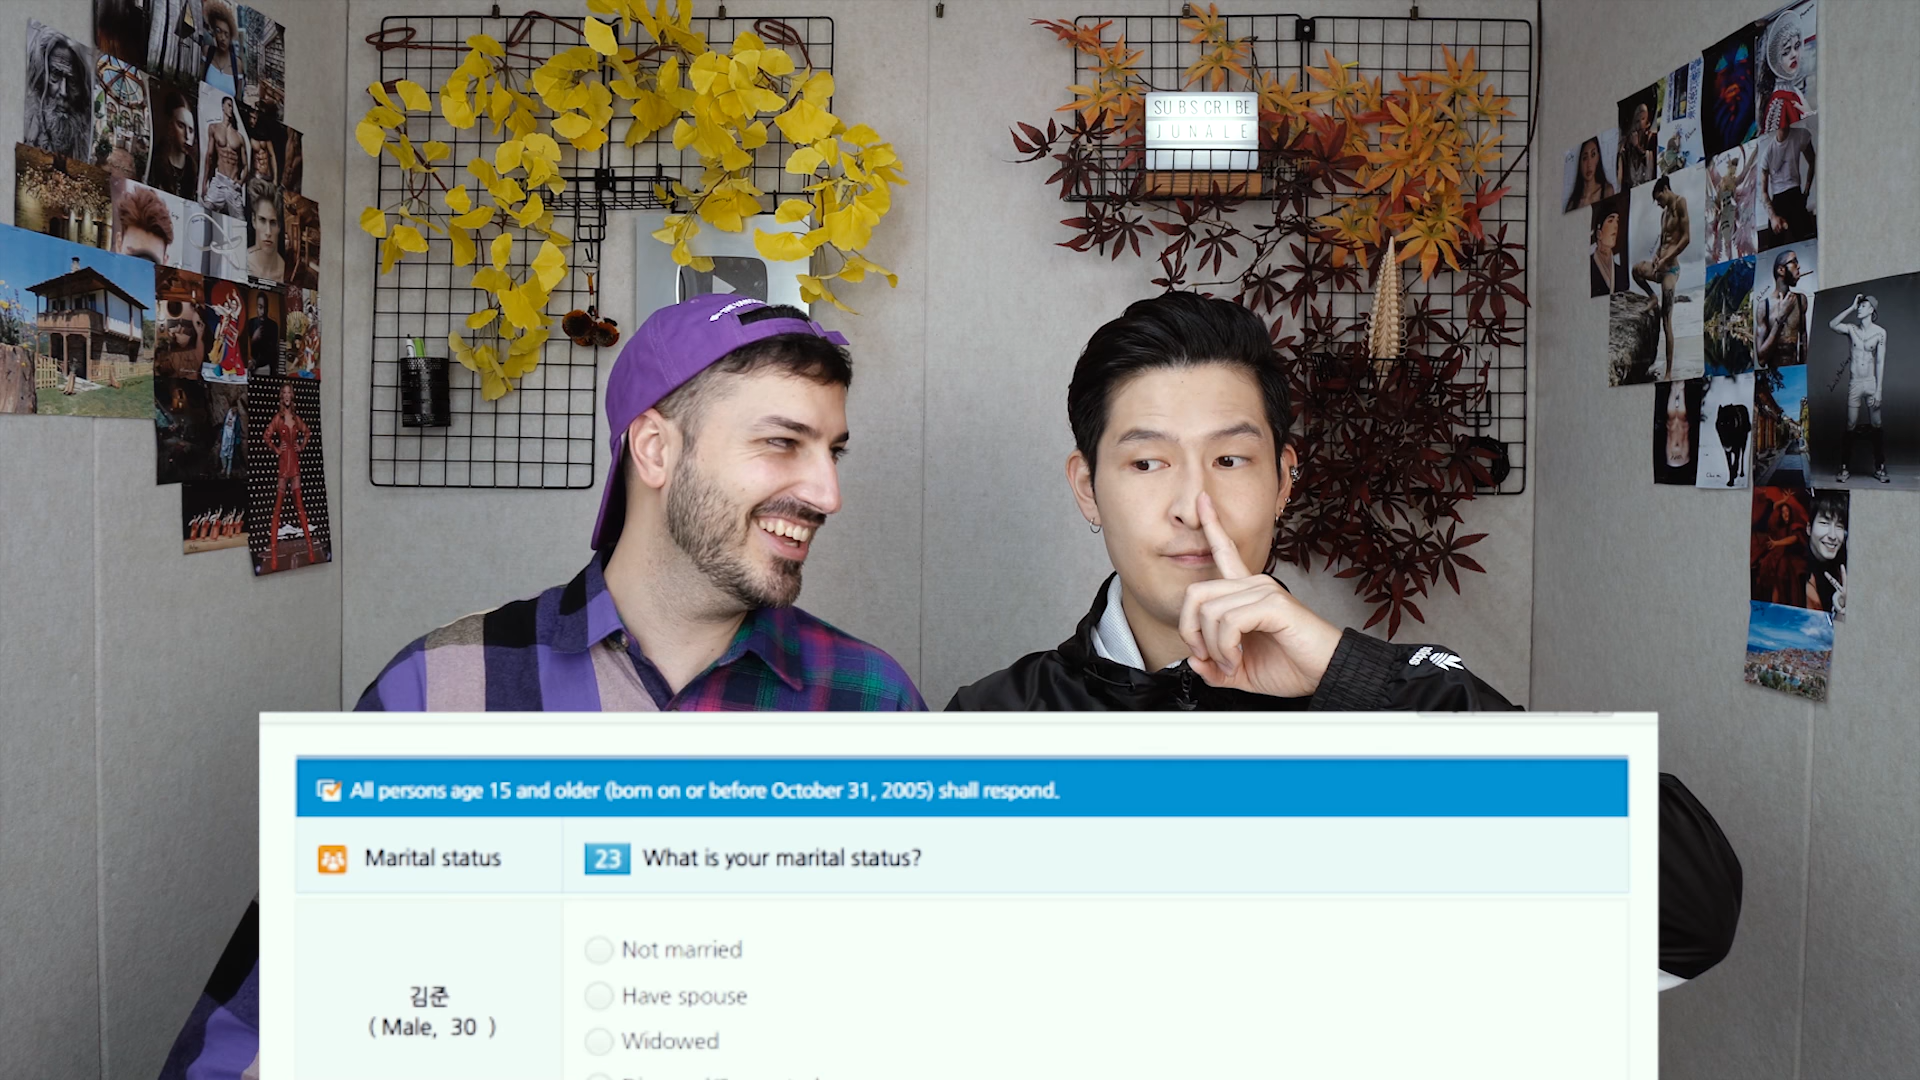 SUBSCRIBE
JUNALE
adidas
All persons age 15 and older (born on or before October 31, 2005) shall respond.
Marital status
23 What is your marital status?
Not married
김준
Have spouse
( Male, 30 )
Widowed